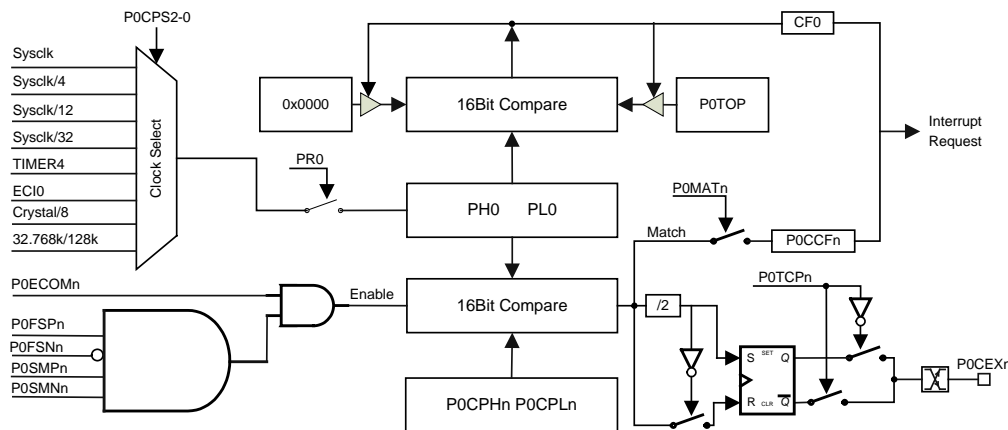 P0CPS2-0
Sysclk
Sysclk/4
Sysclk/12
Sysclk/32
TIMER4
ECI0
Crystal/8
32.768k/128k
Clock Select
PR0
0x0000
16Bit Compare
P0TOP
CF0
Interrupt
Request
PH0 PL0
P0MATn
Match
P0CCFn
P0ECOMn
Enable
16Bit Compare
/2
P0TCPn
P0FSPn
P0FSNn
P0SMPn
P0SMNn
P0CPHn P0CPLn
S SET Q
R CLR Q
P0CEXn